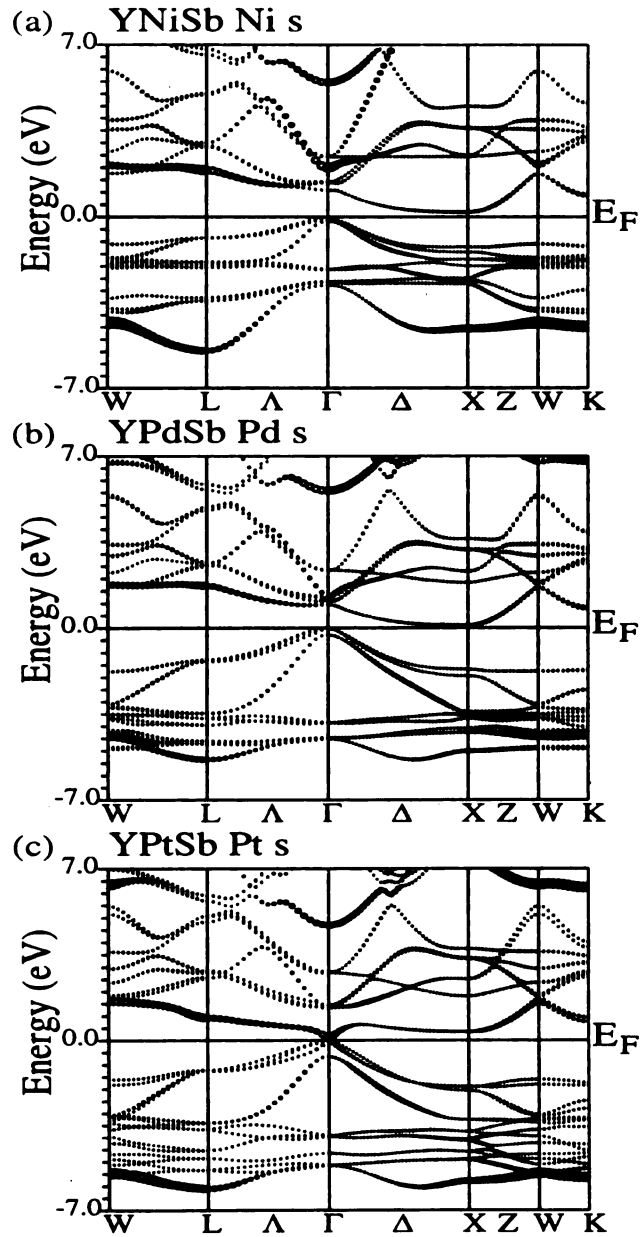 (a) YNiSb Ni s
7.0
Energy (eV)
0.0
E_F
-7.0
W L Λ Γ Δ X Z W K
(b) YPdSb Pd s
7.0
Energy (eV)
0.0
E_F
-7.0
W L Λ Γ Δ X Z W K
(c) YPtSb Pt s
7.0
Energy (eV)
0.0
E_F
-7.0
W L Λ Γ Δ X Z W K